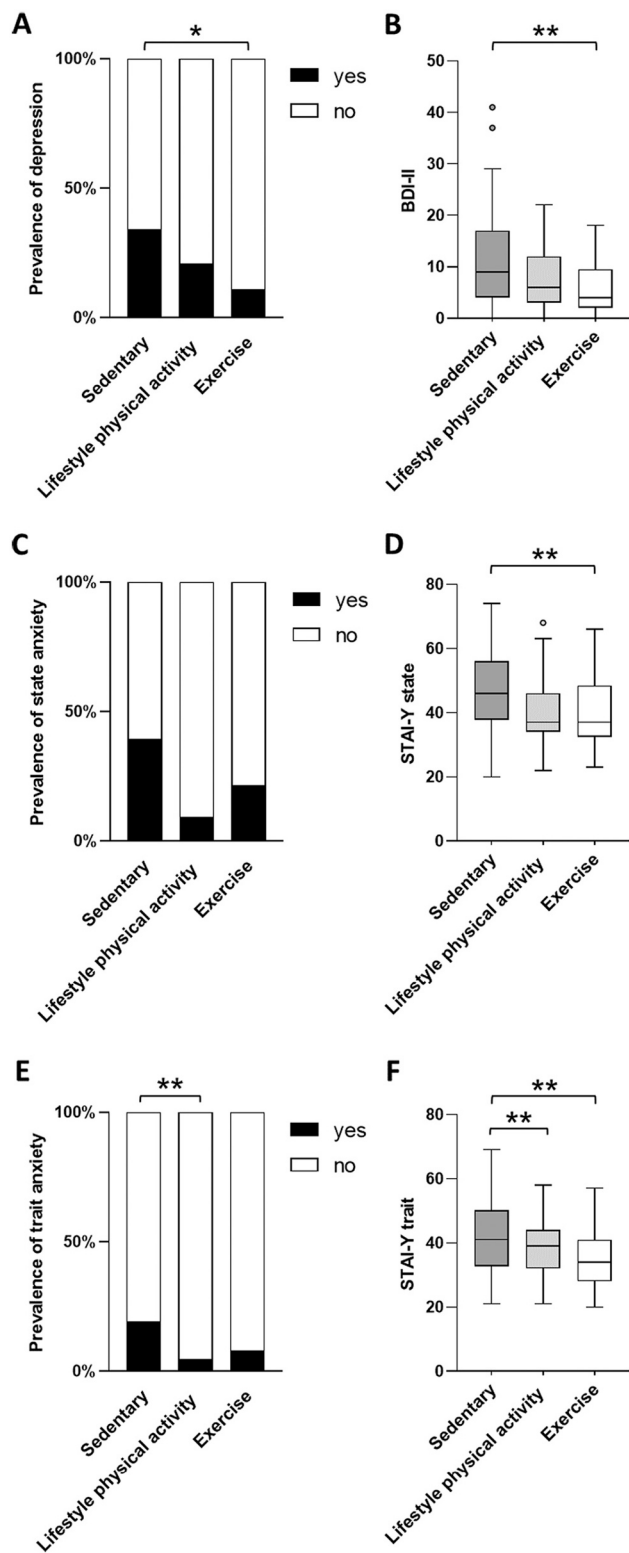 A
*
Prevalence of depression
100%
50%
0%
yes
no
Sedentary
Lifestyle physical activity
Exercise
B
**
BDI-II
50
40
30
20
10
0
Sedentary
Lifestyle physical activity
Exercise
C
Prevalence of state anxiety
100%
50%
0%
yes
no
Sedentary
Lifestyle physical activity
Exercise
D
**
STAI-Y state
80
60
40
20
0
Sedentary
Lifestyle physical activity
Exercise
E
**
Prevalence of trait anxiety
100%
50%
0%
yes
no
Sedentary
Lifestyle physical activity
Exercise
F
**
**
STAI-Y trait
80
60
40
20
0
Sedentary
Lifestyle physical activity
Exercise